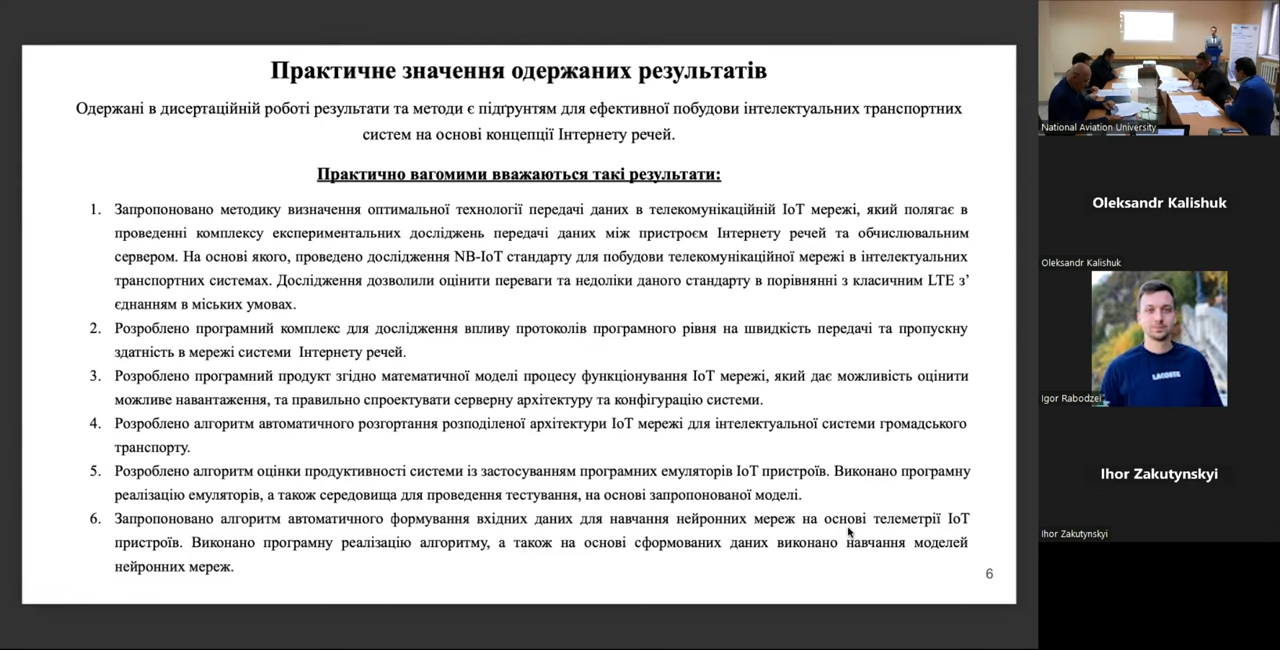 Практичне значення одержаних результатів
Одержані в дисертаційній роботі результати та методи є підґрунтям для ефективної побудови інтелектуальних транспортних
систем на основі концепції Інтернету речей.
Практично вагомими вважаються такі результати:
1. Запропоновано методику визначення оптимальної технології передачі даних в телекомунікаційній IoT мережі, який полягає в
проведенні комплексу експериментальних досліджень передачі даних між пристроєм Інтернету речей та обчислювальним
сервером. На основі якого, проведено дослідження NB-IoT стандарту для побудови телекомунікаційної мережі в інтелектуальних
транспортних системах. Дослідження дозволили оцінити переваги та недоліки даного стандарту в порівнянні з класичним LTE з’
єднанням в міських умовах.
2. Розроблено програмний комплекс для дослідження впливу протоколів програмного рівня на швидкість передачі та пропускну
здатність в мережі системи Інтернету речей.
3. Розроблено програмний продукт згідно математичної моделі процесу функціонування IoT мережі, який дає можливість оцінити
можливе навантаження, та правильно спроектувати серверну архітектуру та конфігурацію системи.
4. Розроблено алгоритм автоматичного розгортання розподіленої архітектури IoT мережі для інтелектуальної системи громадського
транспорту.
5. Розроблено алгоритм оцінки продуктивності системи із застосуванням програмних емуляторів IoT пристроїв. Виконано програмну
реалізацію емуляторів, а також середовища для проведення тестування, на основі запропонованої моделі.
6. Запропоновано алгоритм автоматичного формування вхідних даних для навчання нейронних мереж на основі телеметрії IoT
пристроїв. Виконано програмну реалізацію алгоритму, а також на основі сформованих даних виконано навчання моделей
нейронних мереж.
6
National Aviation University
Oleksandr Kalishuk
Oleksandr Kalishuk
LACOSTE
Igor Rabodzei
Ihor Zakutynskyi
Ihor Zakutynskyi